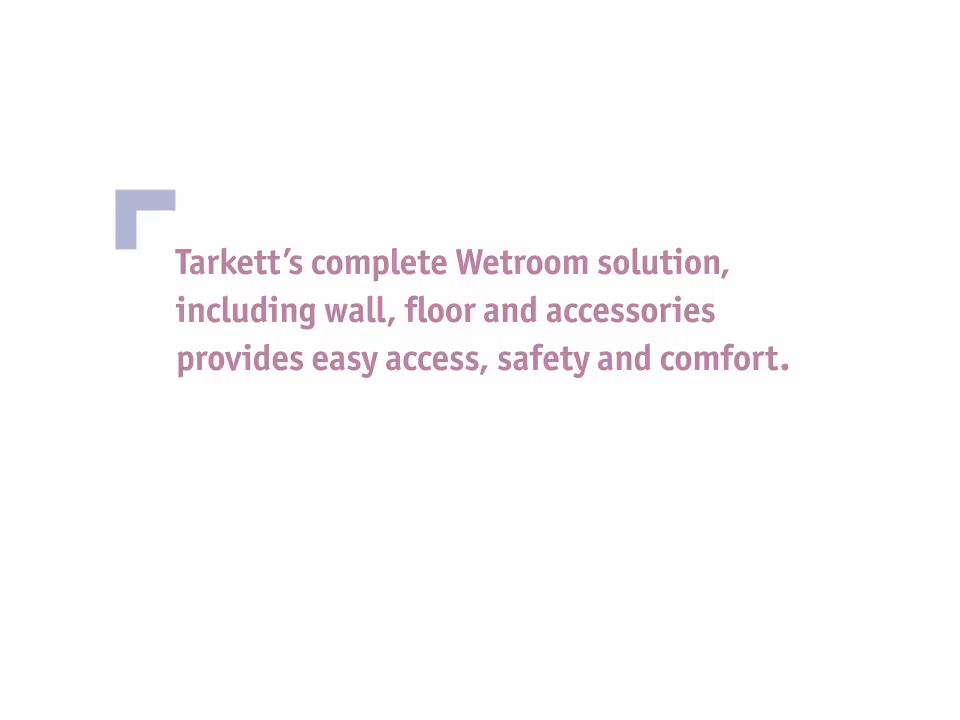 Tarkett’s complete Wetroom solution,
including wall, floor and accessories
provides easy access, safety and comfort.